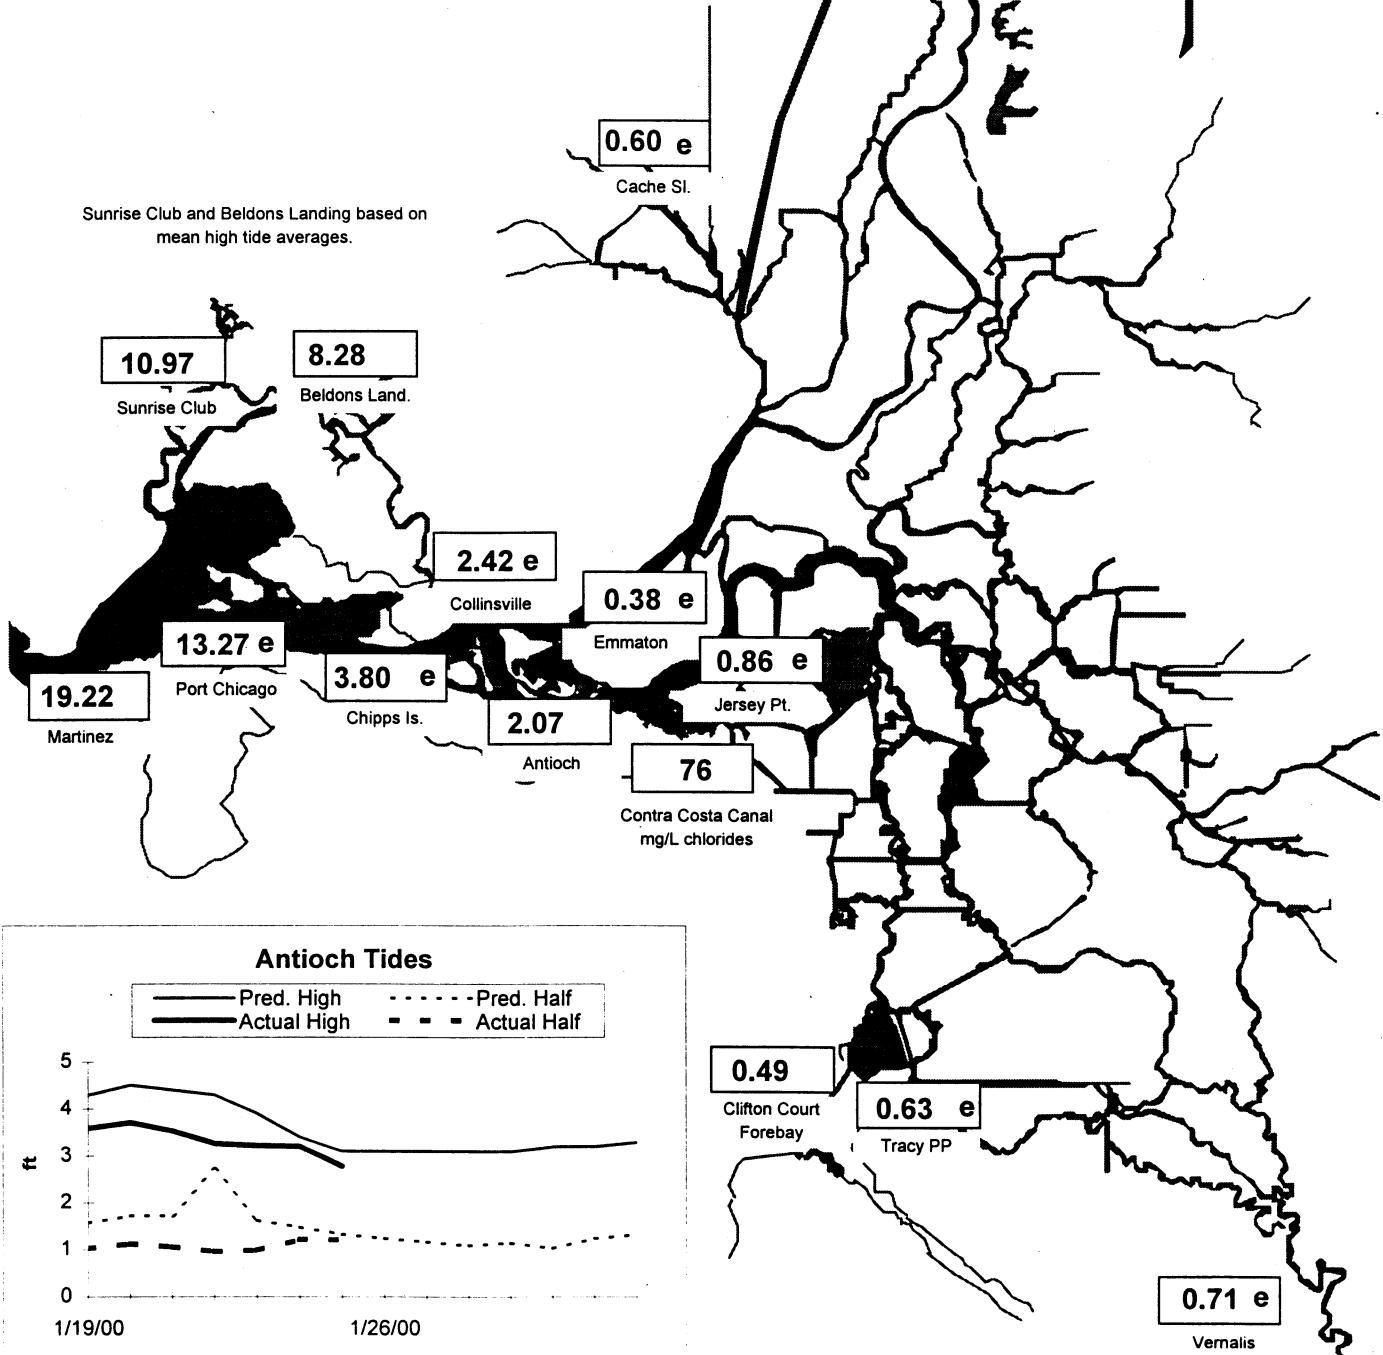 0.60 e
Cache Sl.
Sunrise Club and Beldons Landing based on
mean high tide averages.
10.97
Sunrise Club
8.28
Beldons Land.
2.42 e
Collinsville
0.38 e
Emmaton
13.27 e
Port Chicago
3.80 e
Chipps Is.
0.86 e
Jersey Pt.
19.22
Martinez
2.07
Antioch
76
Contra Costa Canal
mg/L chlorides
Antioch Tides
Pred. High
Pred. Half
Actual High
Actual Half
5
4
3
2
1
0
ft
1/19/00
1/26/00
0.49
Clifton Court
Forebay
0.63 e
Tracy PP
0.71 e
Vernalis